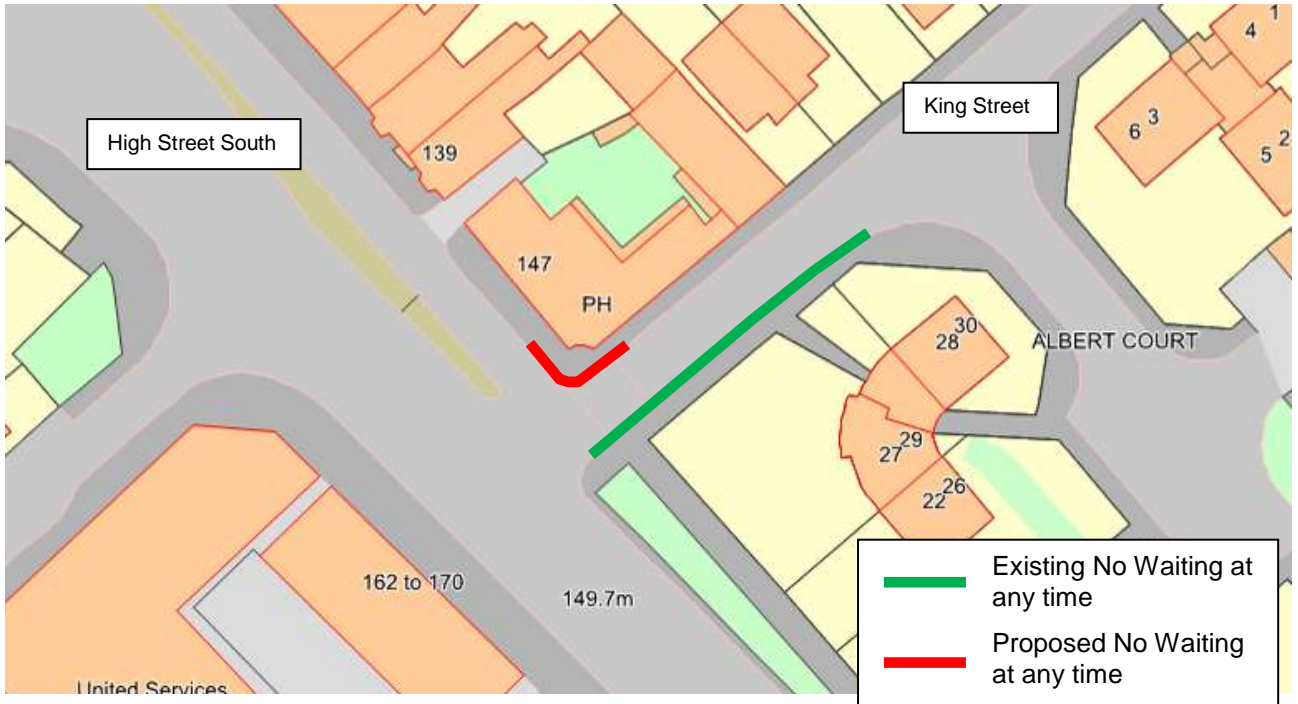 1
4
King Street
High Street South
3
6
2
5
139
147
PH
30
28
ALBERT COURT
29
27
26
22
162 to 170
149.7m
Existing No Waiting at
any time
Proposed No Waiting
at any time
United Services